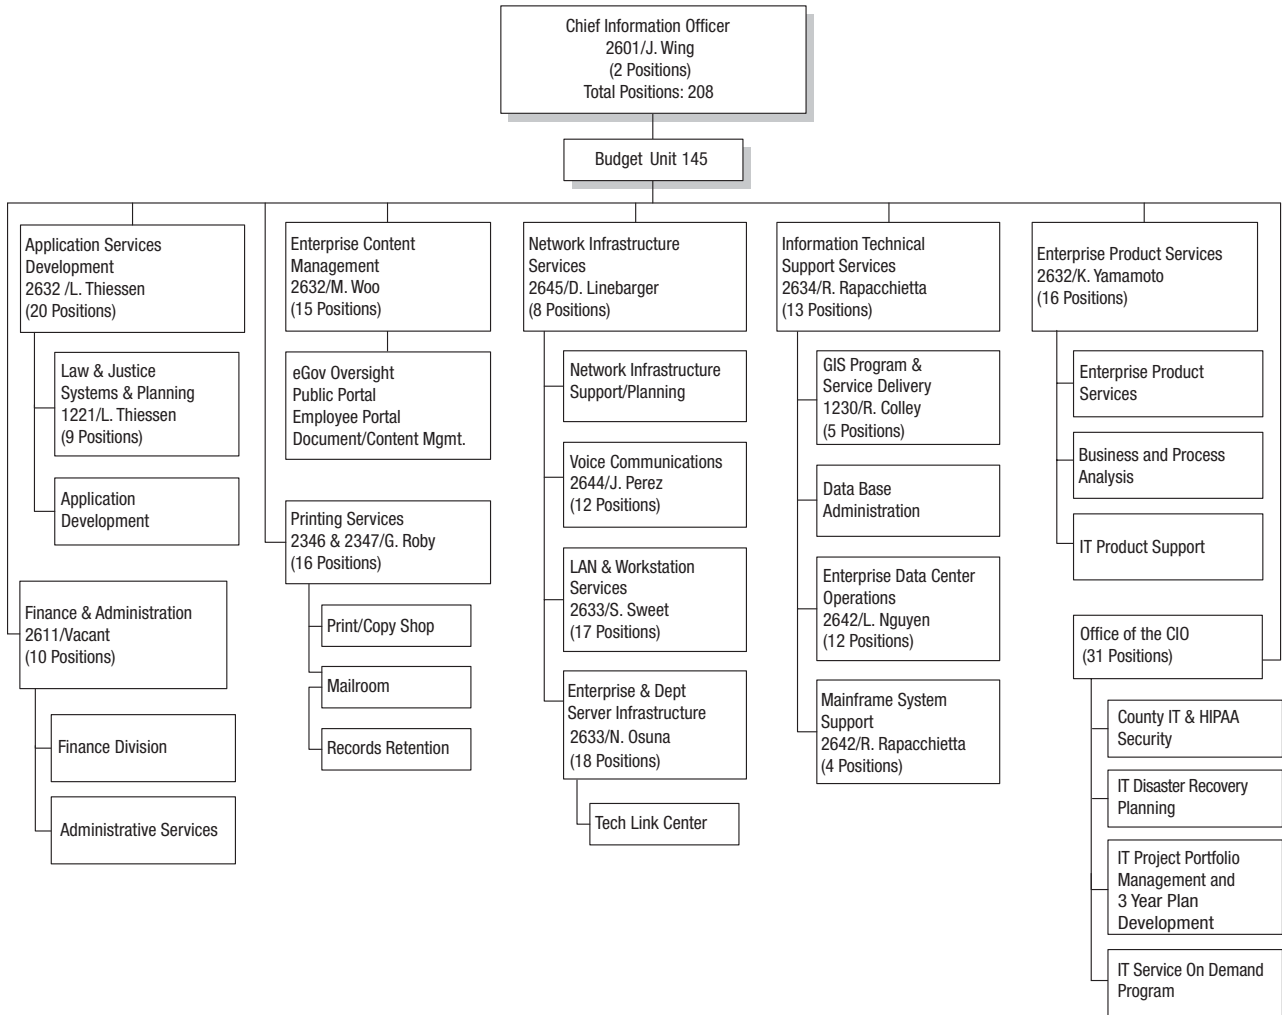 Chief Information Officer
2601/J. Wing
(2 Positions)
Total Positions: 208
Budget Unit 145
Application Services
Development
2632 /L. Thiessen
(20 Positions)
Law & Justice
Systems & Planning
1221/L. Thiessen
(9 Positions)
Application
Development
Finance & Administration
2611/Vacant
(10 Positions)
Finance Division
Administrative Services
Enterprise Content
Management
2632/M. Woo
(15 Positions)
eGov Oversight
Public Portal
Employee Portal
Document/Content Mgmt.
Printing Services
2346 & 2347/G. Roby
(16 Positions)
Print/Copy Shop
Mailroom
Records Retention
Network Infrastructure
Services
2645/D. Linebarger
(8 Positions)
Network Infrastructure
Support/Planning
Voice Communications
2644/J. Perez
(12 Positions)
LAN & Workstation
Services
2633/S. Sweet
(17 Positions)
Enterprise & Dept
Server Infrastructure
2633/N. Osuna
(18 Positions)
Tech Link Center
Information Technical
Support Services
2634/R. Rapacchietta
(13 Positions)
GIS Program &
Service Delivery
1230/R. Colley
(5 Positions)
Data Base
Administration
Enterprise Data Center
Operations
2642/L. Nguyen
(12 Positions)
Mainframe System
Support
2642/R. Rapacchietta
(4 Positions)
Enterprise Product Services
2632/K. Yamamoto
(16 Positions)
Enterprise Product
Services
Business and Process
Analysis
IT Product Support
Office of the CIO
(31 Positions)
County IT & HIPAA
Security
IT Disaster Recovery
Planning
IT Project Portfolio
Management and
3 Year Plan
Development
IT Service On Demand
Program